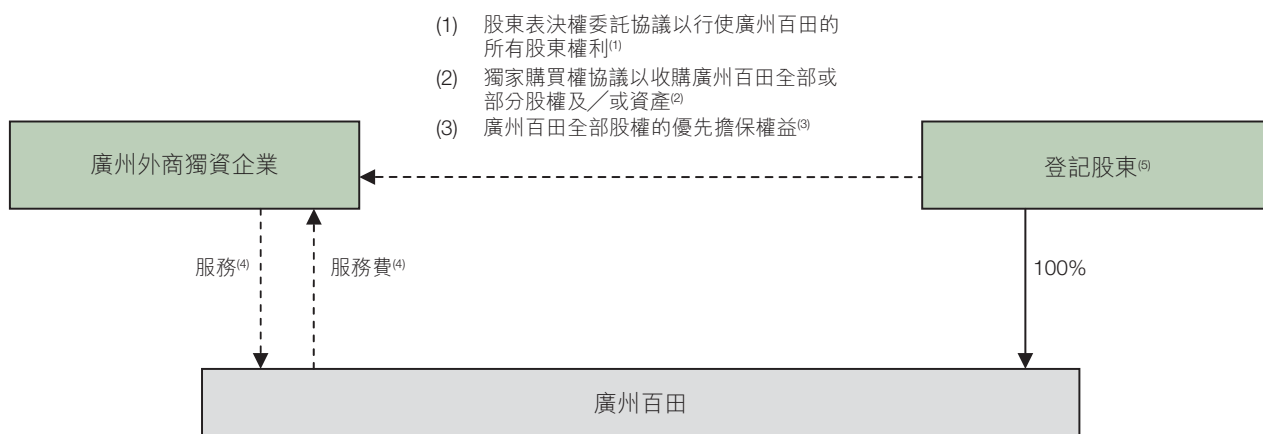 (1) 股東表決權委託協議以行使廣州百田的
所有股東權利(1)
(2) 獨家購買權協議以收購廣州百田全部或
部分股權及／或資產(2)
(3) 廣州百田全部股權的優先擔保權益(3)
廣州外商獨資企業
登記股東(5)
服務(4)
服務費(4)
100%
廣州百田